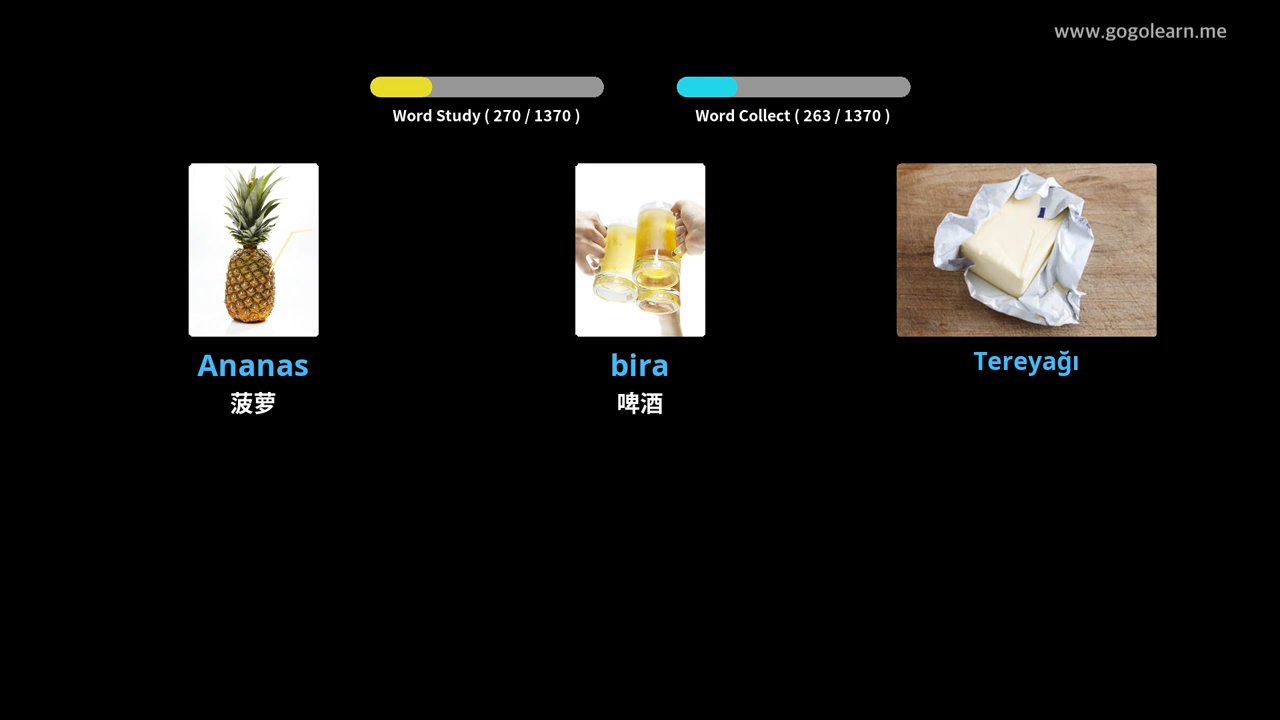 www.gogolearn.me
Word Study ( 270 / 1370 )
Word Collect ( 263 / 1370 )
Ananas
菠萝
bira
啤酒
Tereyağı